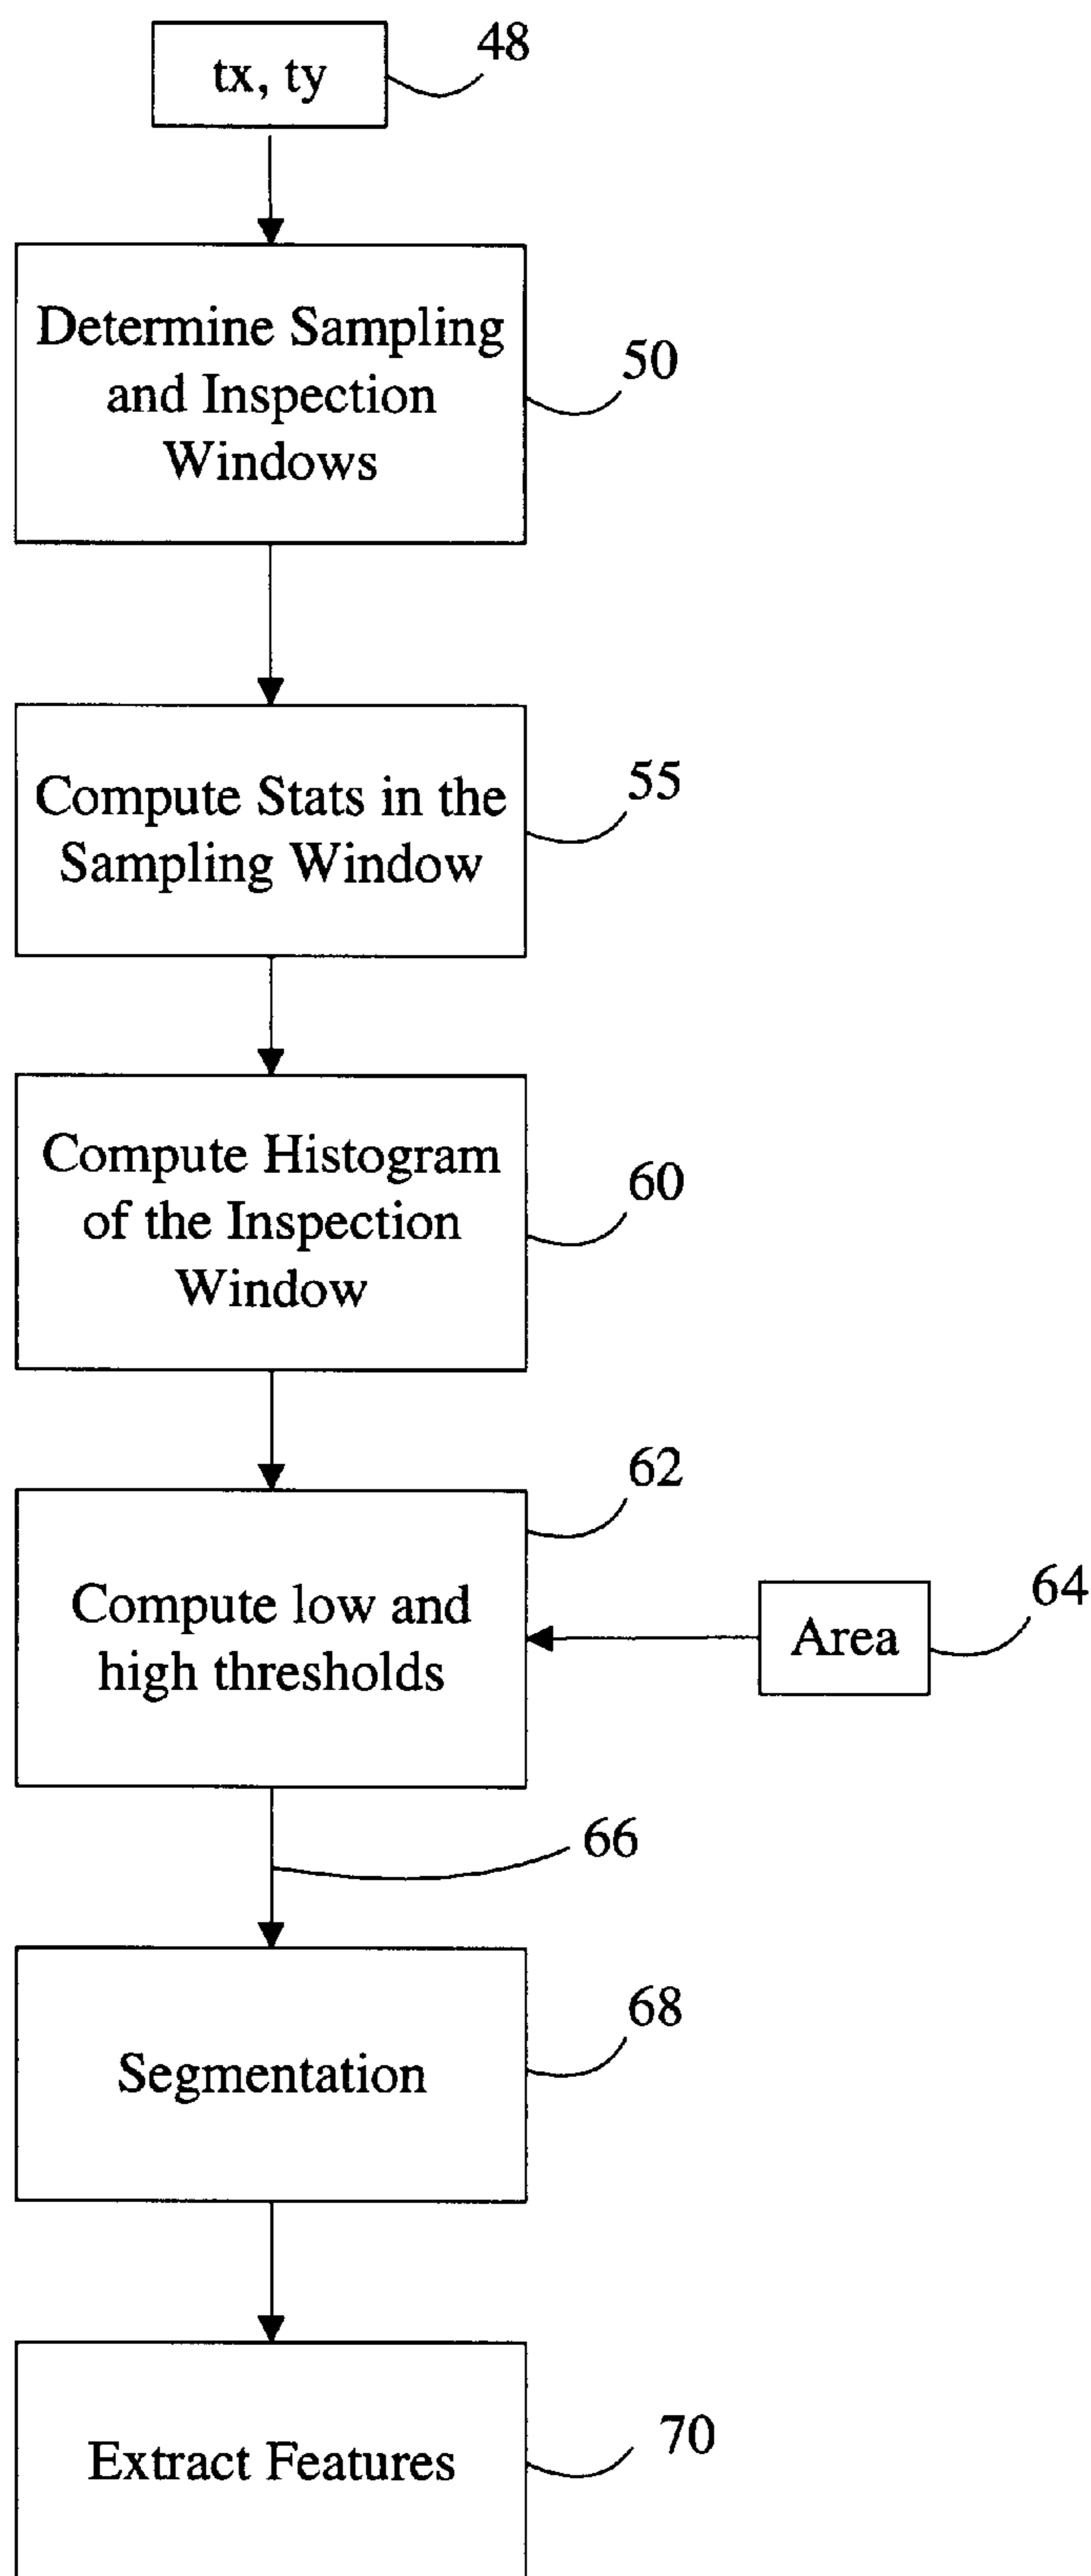 tx, ty
48
Determine Sampling
and Inspection
Windows
50
Compute Stats in the
Sampling Window
55
Compute Histogram
of the Inspection
Window
60
62
Compute low and
high thresholds
Area
64
66
Segmentation
68
Extract Features
70